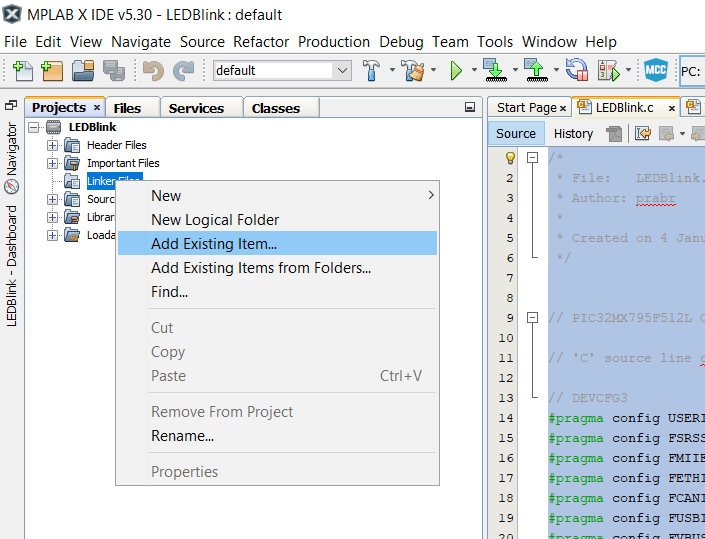 MPLAB X IDE v5.30 - LEDBlink : default
File Edit View Navigate Source Refactor Production Debug Team Tools Window Help
default
MCC
PC:
Projects × Files Services Classes
Start Page × LEDBlink.c ×
Source History
Navigator
LEDBlink - Dashboard
LEDBlink
Header Files
Important Files
Linker Files
Sourc
Librar
Loada
New
New Logical Folder
Add Existing Item...
Add Existing Items from Folders...
Find...
Cut
Copy
Paste Ctrl+V
Remove From Project
Rename...
Properties
/*
2 * File: LEDBlink.
3 * Author: prabr
4 *
5 * Created on 4 Janu
6 */
7
8
9 // PIC32MX795F512L C
10
11 // 'C' source line c
12
13 // DEVCFG3
14 #pragma config USERI
15 #pragma config FSRSS
16 #pragma config FMIIE
17 #pragma config FETHI
18 #pragma config FCANI
19 #pragma config FUSBI
20 #pragma config FVBUS